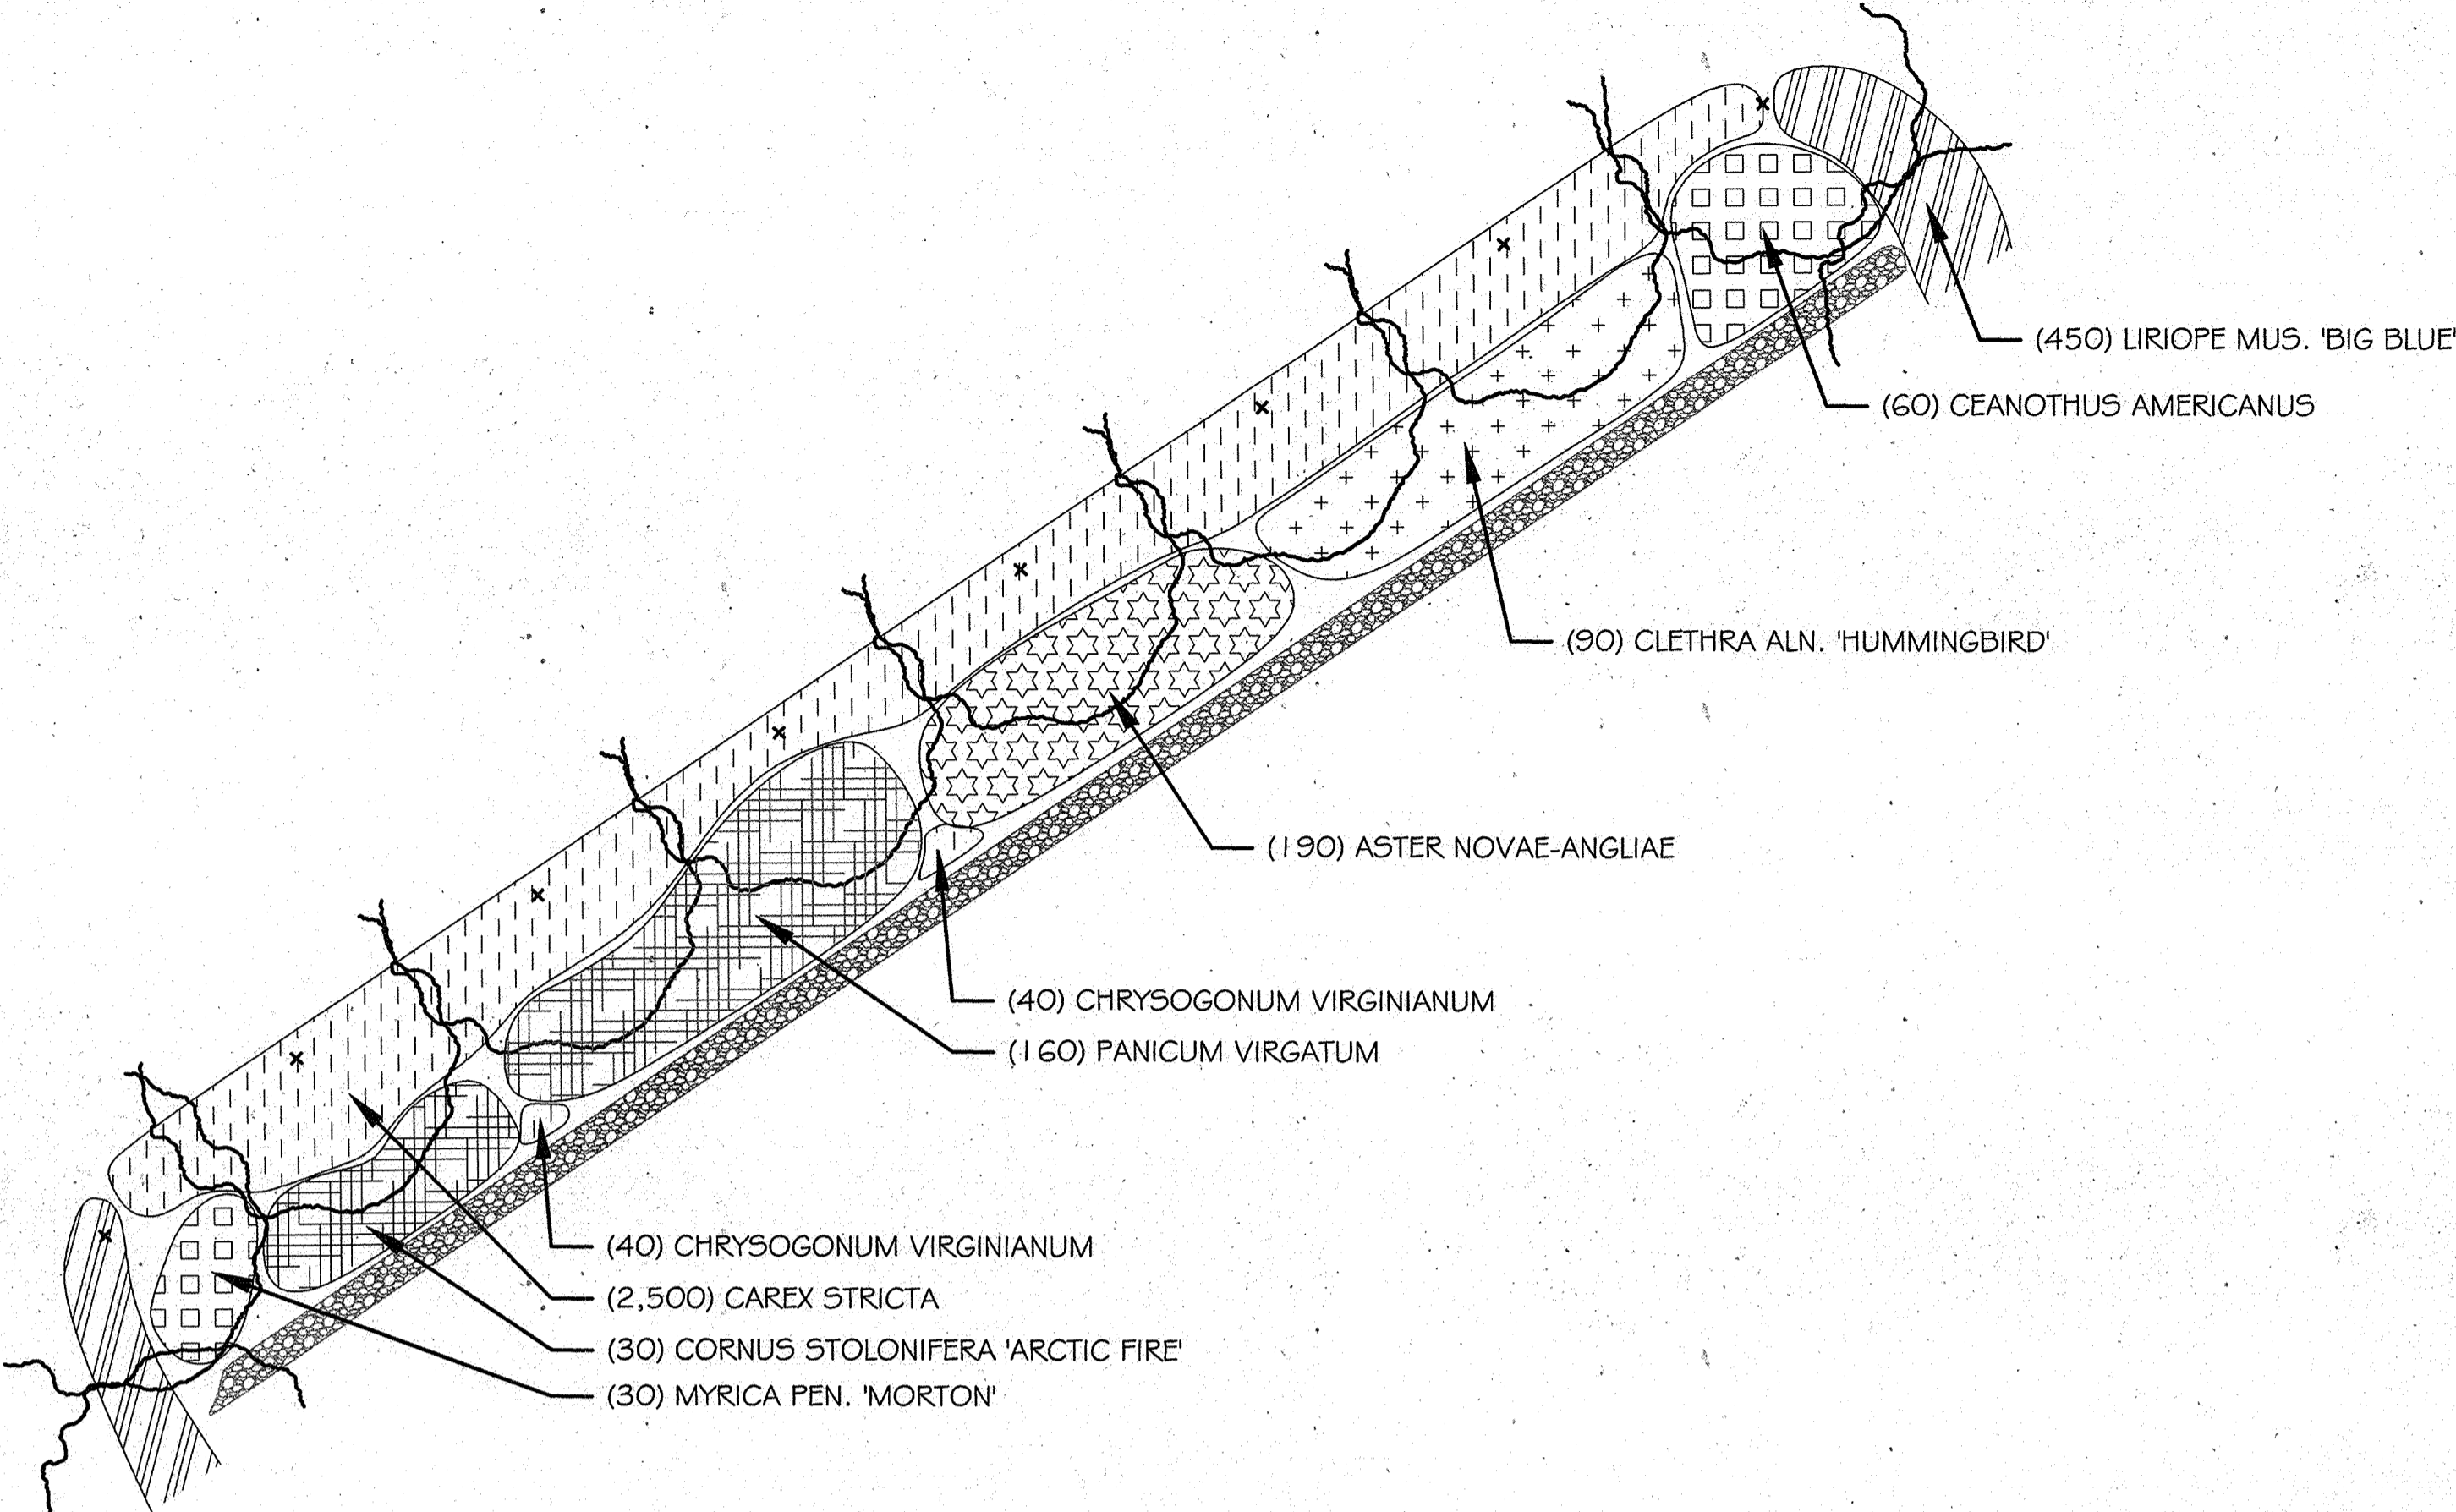 (450) LIRIOPE MUS. 'BIG BLUE'
(60) CEANOTHUS AMERICANUS
(90) CLETHRA ALN. 'HUMMINGBIRD'
(190) ASTER NOVAE-ANGLIAE
(40) CHRYSOGONUM VIRGINIANUM
(160) PANICUM VIRGATUM
(40) CHRYSOGONUM VIRGINIANUM
(2,500) CAREX STRICTA
(30) CORNUS STOLONIFERA 'ARCTIC FIRE'
(30) MYRICA PEN. 'MORTON'